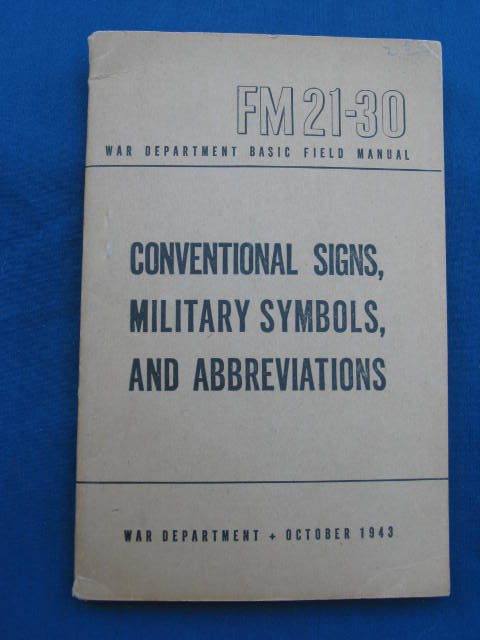 FM 21-30
WAR DEPARTMENT BASIC FIELD MANUAL
CONVENTIONAL SIGNS,
MILITARY SYMBOLS,
AND ABBREVIATIONS
WAR DEPARTMENT + OCTOBER 1943